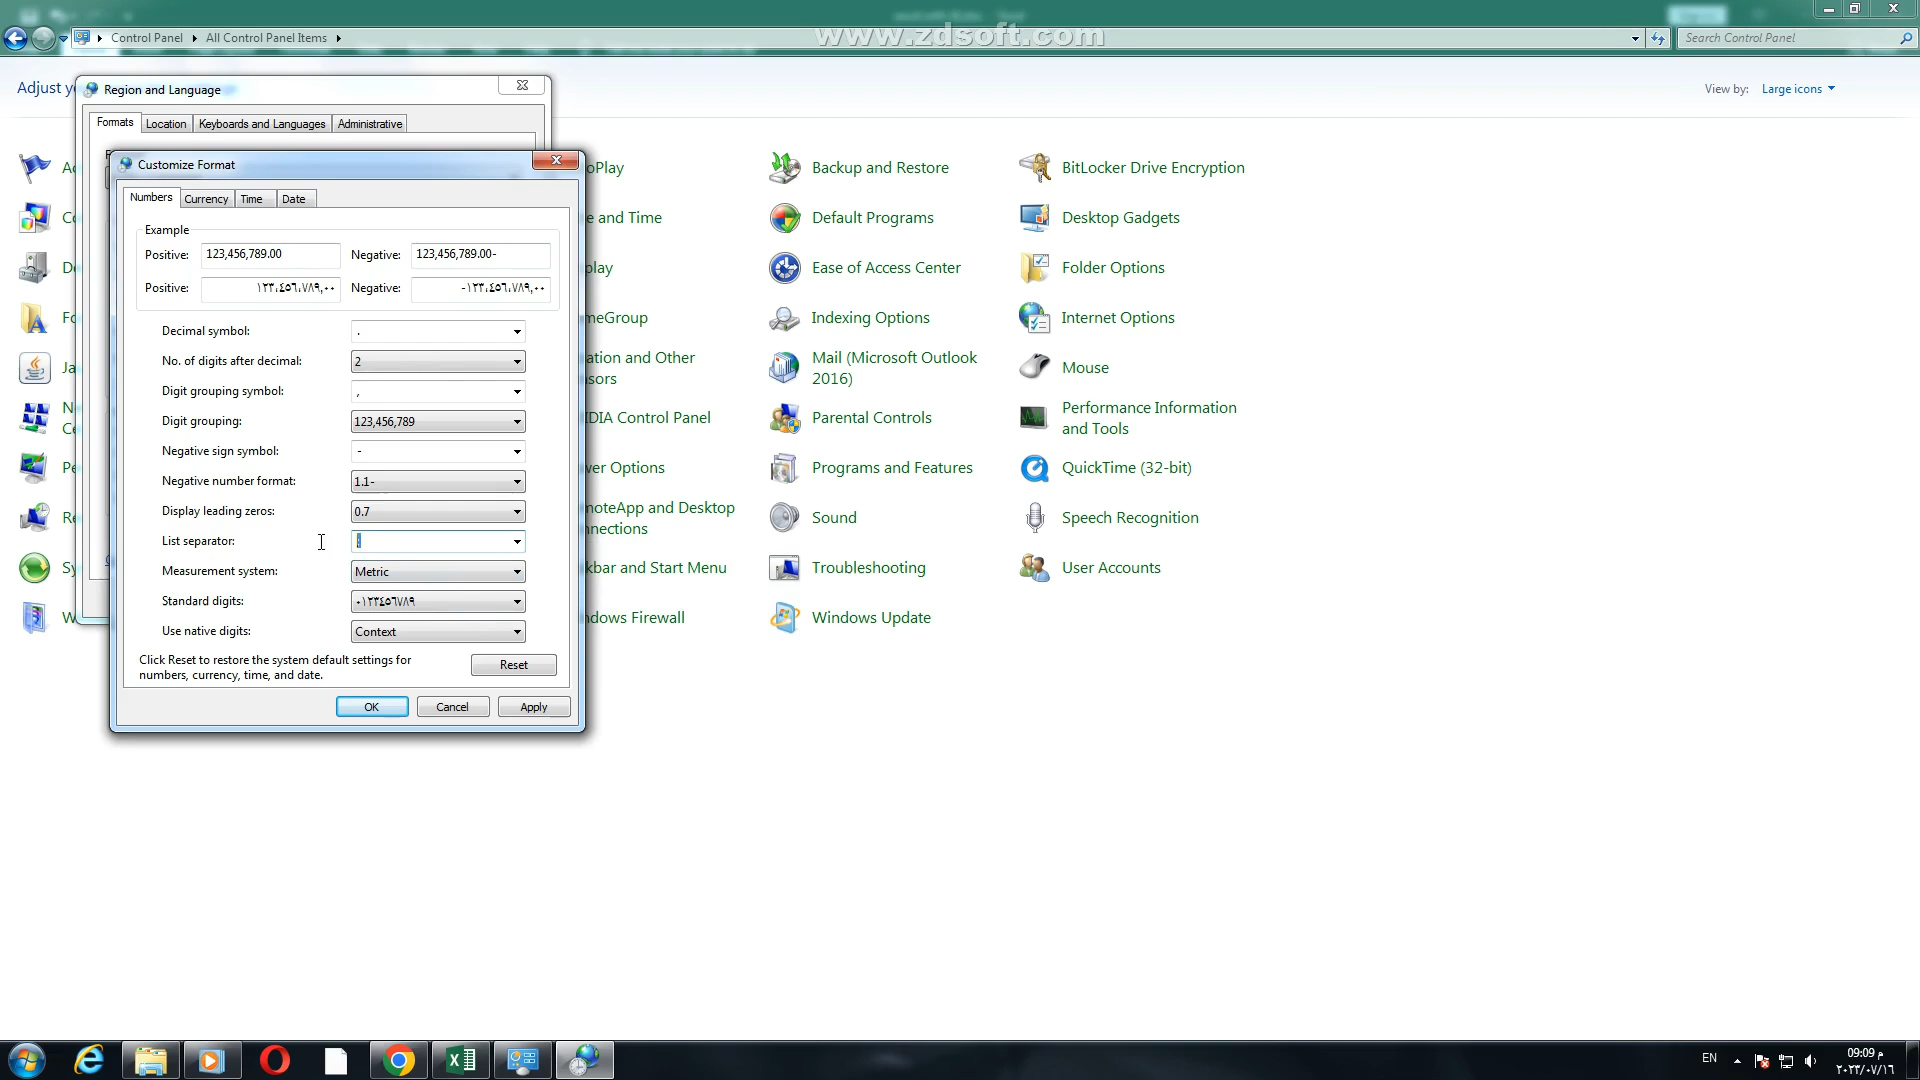 www.zdsoft.com
Control Panel
All Control Panel Items
Search Control Panel
Adjust
View by:
Large icons
Region and Language
Formats
Location
Keyboards and Languages
Administrative
Customize Format
Numbers
Currency
Time
Date
Example
Positive:
123,456,789.00
Negative:
123,456,789.00-
Positive:
١٢٣،٤٥٦،٧٨٩,٠٠
Negative:
-١٢٣،٤٥٦،٧٨٩,٠٠
Decimal symbol:
.
No. of digits after decimal:
2
Digit grouping symbol:
,
Digit grouping:
123,456,789
Negative sign symbol:
-
Negative number format:
1.1-
Display leading zeros:
0.7
List separator:
Measurement system:
Metric
Standard digits:
٠١٢٣٤٥٦٧٨٩
Use native digits:
Context
Click Reset to restore the system default settings for
numbers, currency, time, and date.
Reset
OK
Cancel
Apply
oPlay
Backup and Restore
BitLocker Drive Encryption
e and Time
Default Programs
Desktop Gadgets
play
Ease of Access Center
Folder Options
meGroup
Indexing Options
Internet Options
ation and Other
sors
Mail (Microsoft Outlook
2016)
Mouse
IDIA Control Panel
Parental Controls
Performance Information
and Tools
wer Options
Programs and Features
QuickTime (32-bit)
moteApp and Desktop
nnections
Sound
Speech Recognition
kbar and Start Menu
Troubleshooting
User Accounts
ndows Firewall
Windows Update
EN
09:09 م
٢٠٢٣/٠٧/١٦